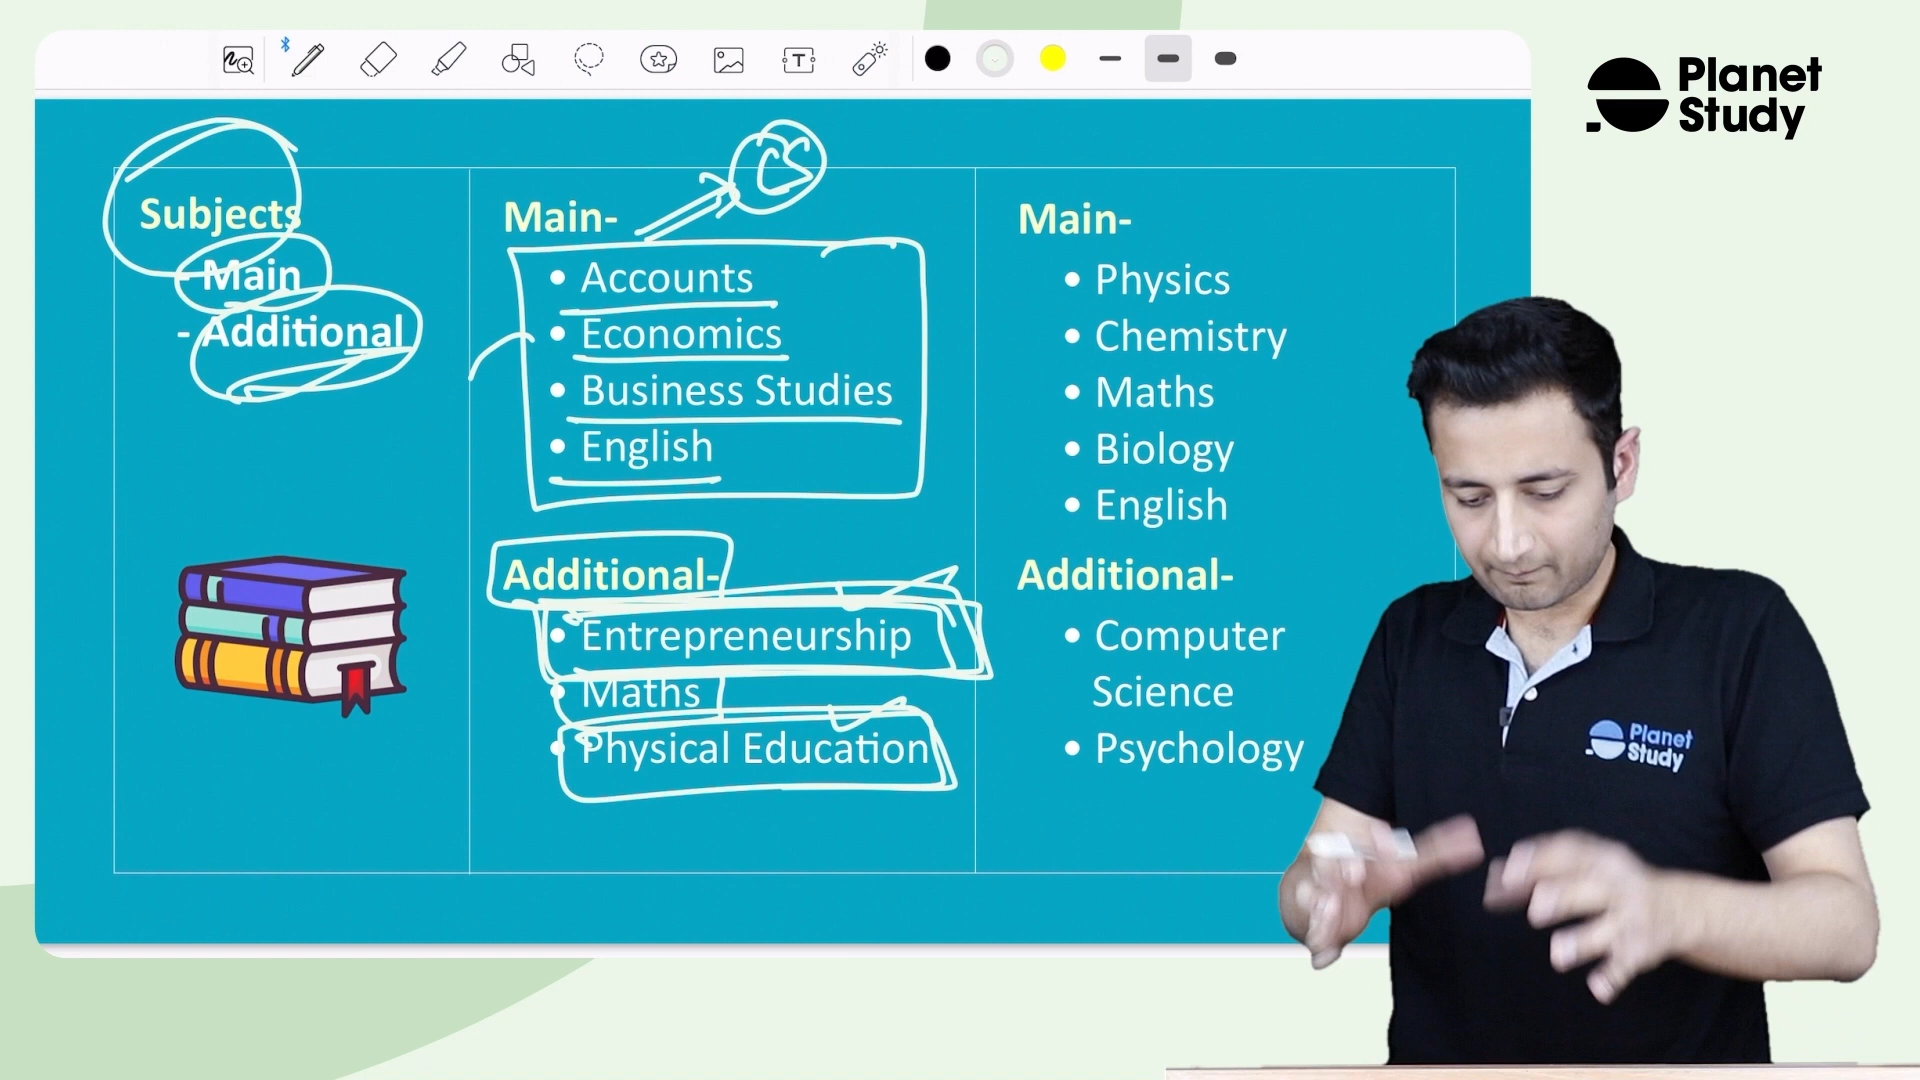 Planet
Study
Subjects
- Main
- Additional
Main-
CS
• Accounts
• Economics
• Business Studies
• English
Additional-
• Entrepreneurship
• Maths
• Physical Education
Main-
• Physics
• Chemistry
• Maths
• Biology
• English
Additional-
• Computer
Science
• Psychology
Planet
Study